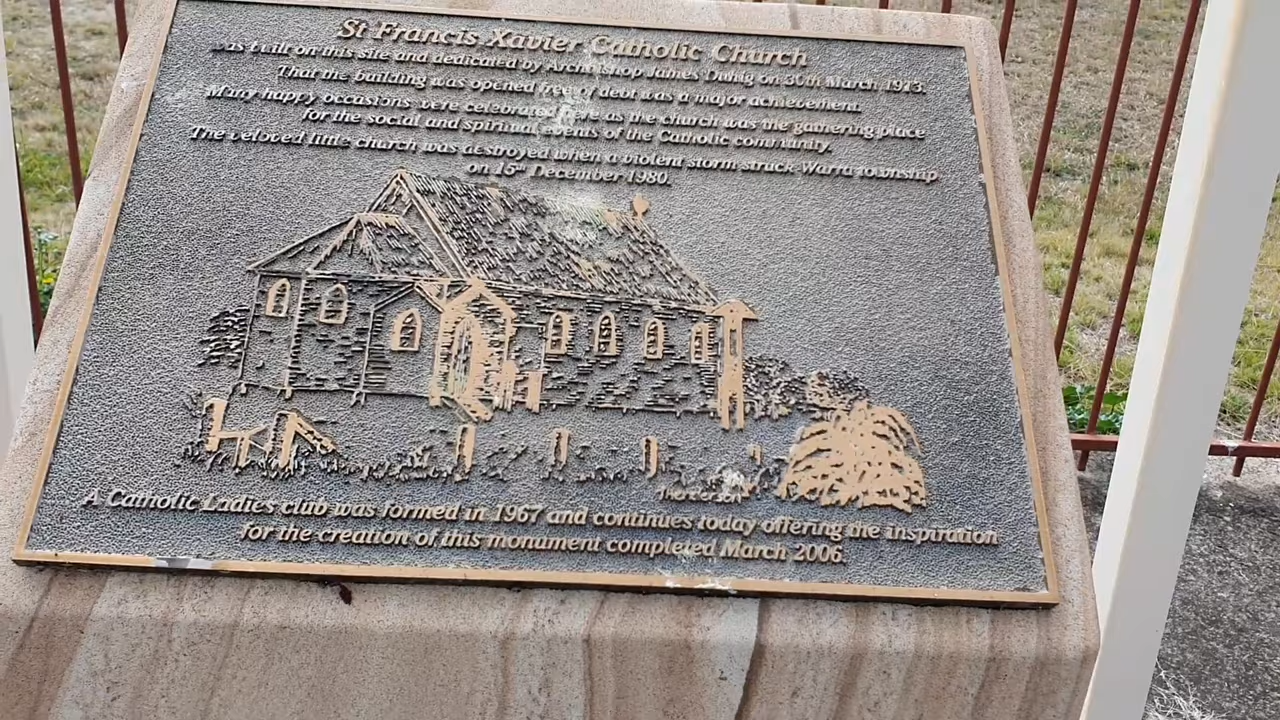 St Francis Xavier Catholic Church
was built on this site and dedicated by Archbishop James Duhig on 30th March 1913.
That the building was opened free of debt was a major achievement.
Many happy occasions were celebrated here as the church was the gathering place
for the social and spiritual events of the Catholic community.
The beloved little church was destroyed when a violent storm struck Warra township
on 15th December 1980.
A Catholic Ladies club was formed in 1967 and continues today offering the inspiration
for the creation of this monument completed March 2006.